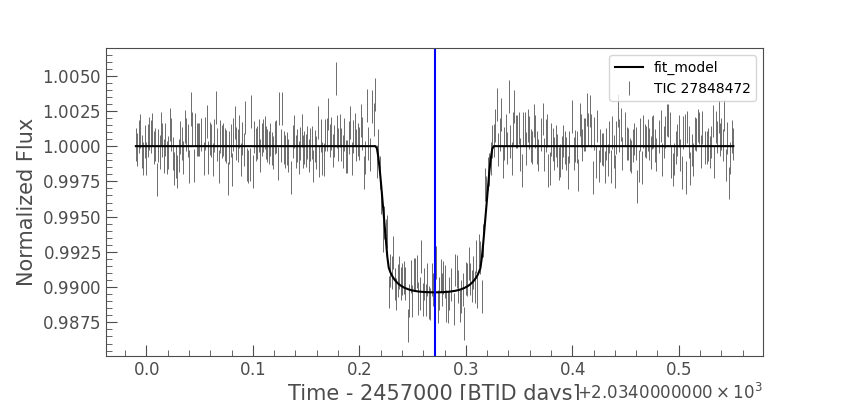 fit_model
TIC 27848472
1.0050
1.0025
1.0000
0.9975
0.9950
0.9925
0.9900
0.9875
Normalized Flux
0.0 0.1 0.2 0.3 0.4 0.5
Time - 2457000 [BTJD days]
+2.0340000000 × 10³